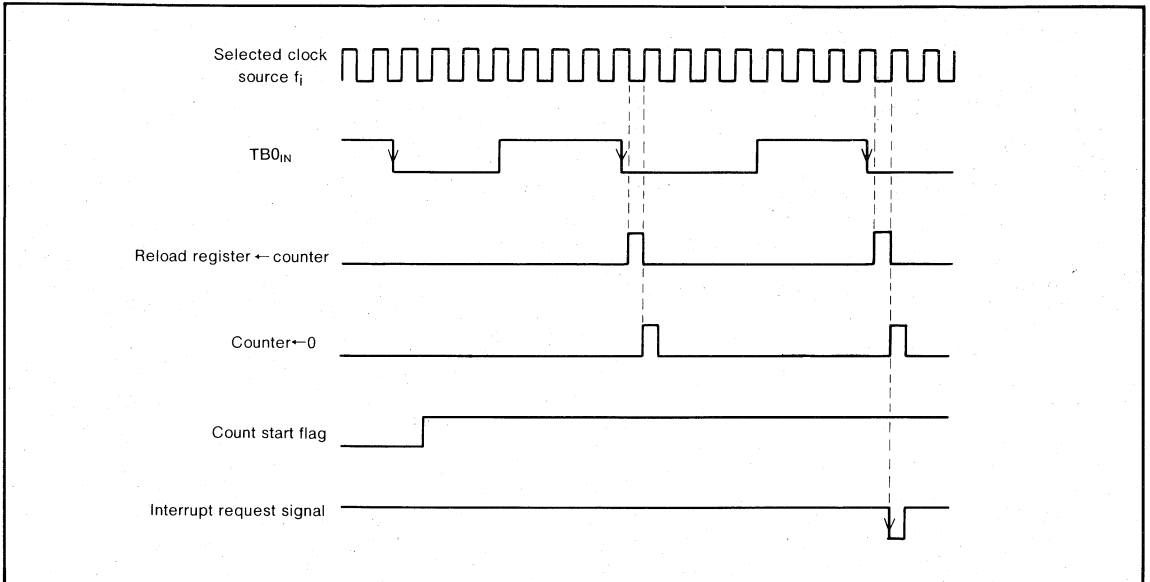 Selected clock
source fi
TB0IN
Reload register ← counter
Counter←0
Count start flag
Interrupt request signal